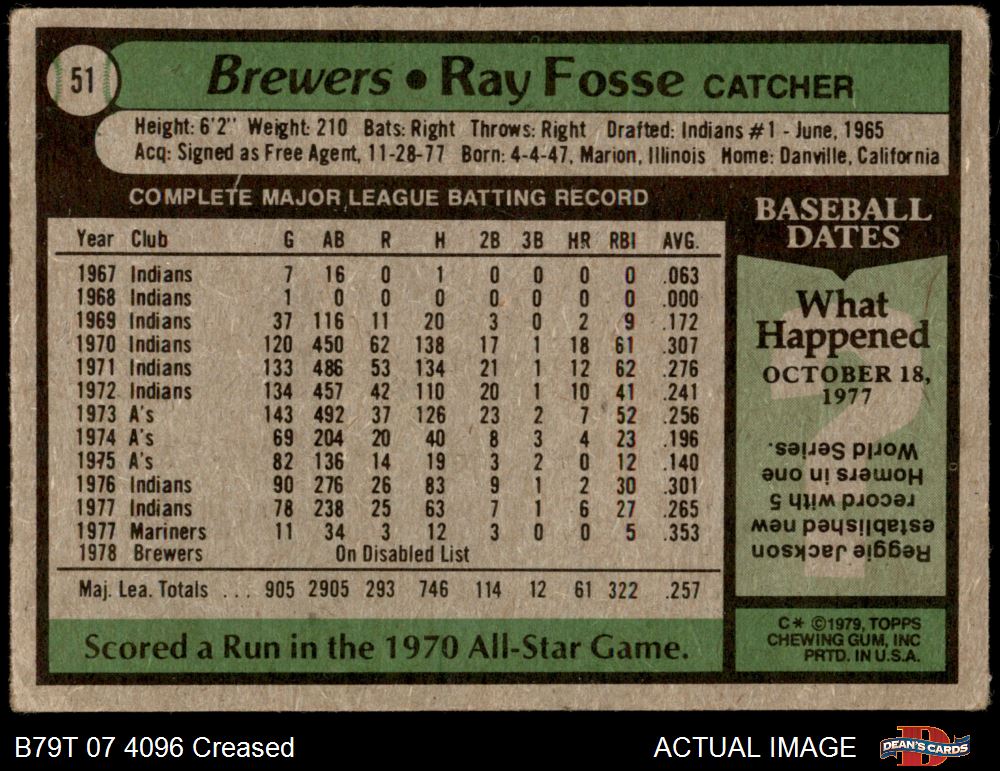 51
Brewers • Ray Fosse CATCHER
Height: 6'2" Weight: 210 Bats: Right Throws: Right Drafted: Indians #1 - June, 1965
Acq: Signed as Free Agent, 11-28-77 Born: 4-4-47, Marion, Illinois Home: Danville, California
COMPLETE MAJOR LEAGUE BATTING RECORD
Year Club G AB R H 2B 3B HR RBI AVG.
1967 Indians 7 16 0 1 0 0 0 0 .063
1968 Indians 1 0 0 0 0 0 0 0 .000
1969 Indians 37 116 11 20 3 0 2 9 .172
1970 Indians 120 450 62 138 17 1 18 61 .307
1971 Indians 133 486 53 134 21 1 12 62 .276
1972 Indians 134 457 42 110 20 1 10 41 .241
1973 A's 143 492 37 126 23 2 7 52 .256
1974 A's 69 204 20 40 8 3 4 23 .196
1975 A's 82 136 14 19 3 2 0 12 .140
1976 Indians 90 276 26 83 9 1 2 30 .301
1977 Indians 78 238 25 63 7 1 6 27 .265
1977 Mariners 11 34 3 12 3 0 0 5 .353
1978 Brewers On Disabled List
Maj. Lea. Totals ... 905 2905 293 746 114 12 61 322 .257
Scored a Run in the 1970 All-Star Game.
BASEBALL
DATES
What
Happened
OCTOBER 18,
1977
Reggie Jackson
established new
record with 5
Homers in one
World Series.
C* ©1979, TOPPS
CHEWING GUM, INC
PRTD. IN U.S.A.
B79T 07 4096 Creased
ACTUAL IMAGE
D
DEAN'S CARDS